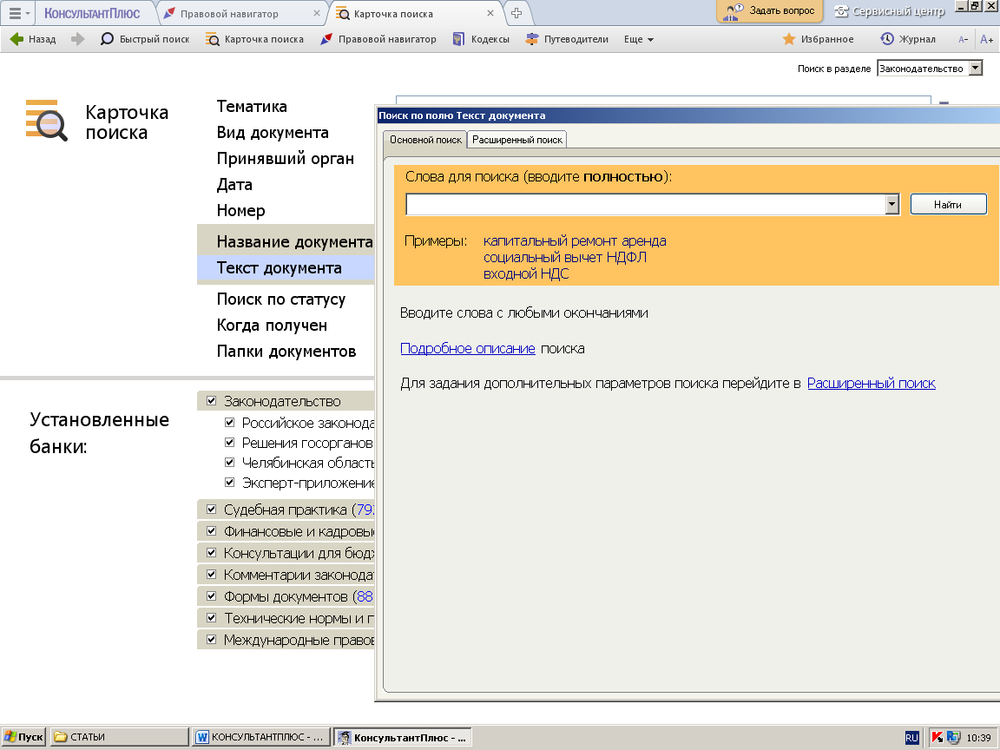 КОНСУЛЬТАНТПЛЮС
Правовой навигатор
Карточка поиска
Задать вопрос
Сервисный центр
Назад
Быстрый поиск
Карточка поиска
Правовой навигатор
Кодексы
Путеводители
Еще
Избранное
Журнал
A-
A+
Поиск в разделе
Законодательство
Карточка
поиска
Тематика
Вид документа
Принявший орган
Дата
Номер
Название документа
Текст документа
Поиск по статусу
Когда получен
Папки документов
Поиск по полю Текст документа
Основной поиск
Расширенный поиск
Слова для поиска (вводите полностью):
Найти
Примеры: капитальный ремонт аренда
социальный вычет НДФЛ
входной НДС
Вводите слова с любыми окончаниями
Подробное описание поиска
Для задания дополнительных параметров поиска перейдите в Расширенный поиск
Установленные
банки:
Законодательство
Российское законода
Решения госорганов
Челябинская область
Эксперт-приложение
Судебная практика (79
Финансовые и кадровы
Консультации для бюд
Комментарии законода
Формы документов (88
Технические нормы и
Международные право
Пуск
СТАТЬИ
КОНСУЛЬТАНТПЛЮС - ...
КонсультантПлюс - ...
RU
10:39